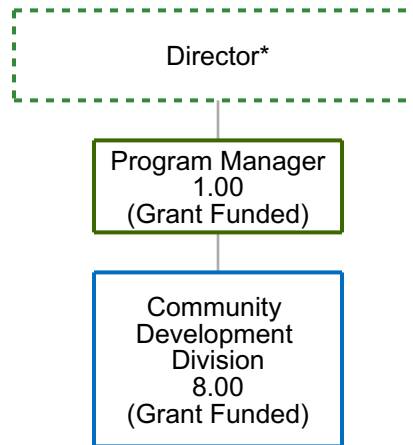 Director*
Program Manager
1.00
(Grant Funded)
Community
Development
Division
8.00
(Grant Funded)